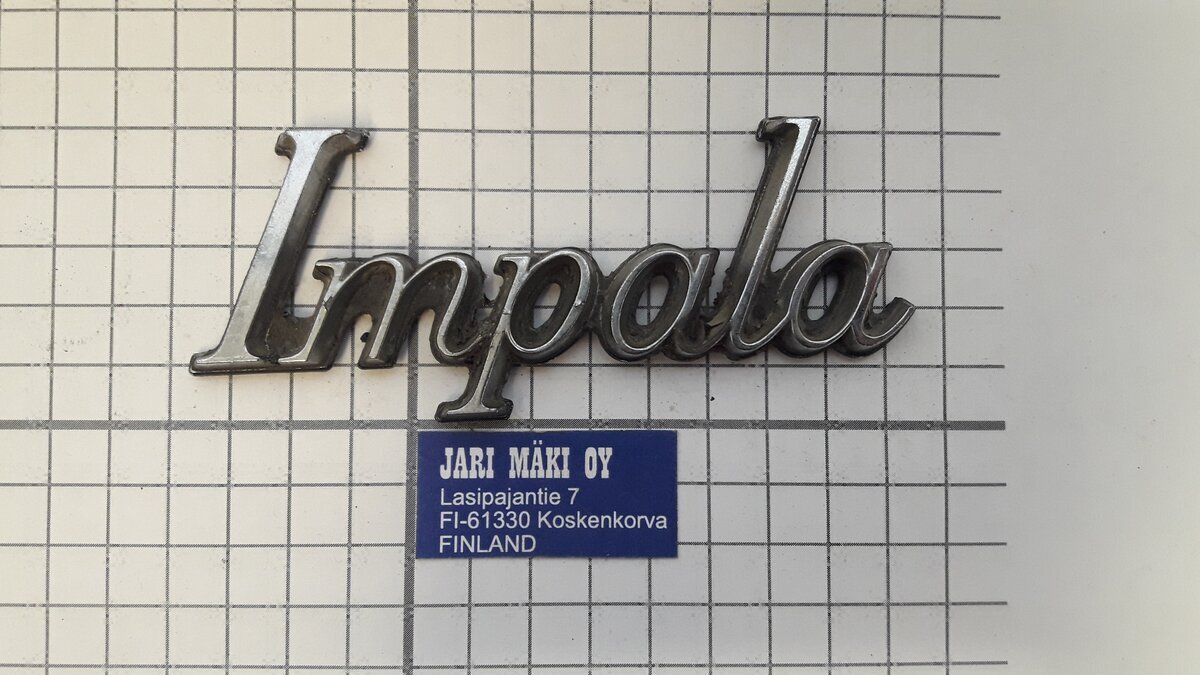 Impala
JARI MÄKI OY
Lasipajantie 7
FI-61330 Koskenkorva
FINLAND